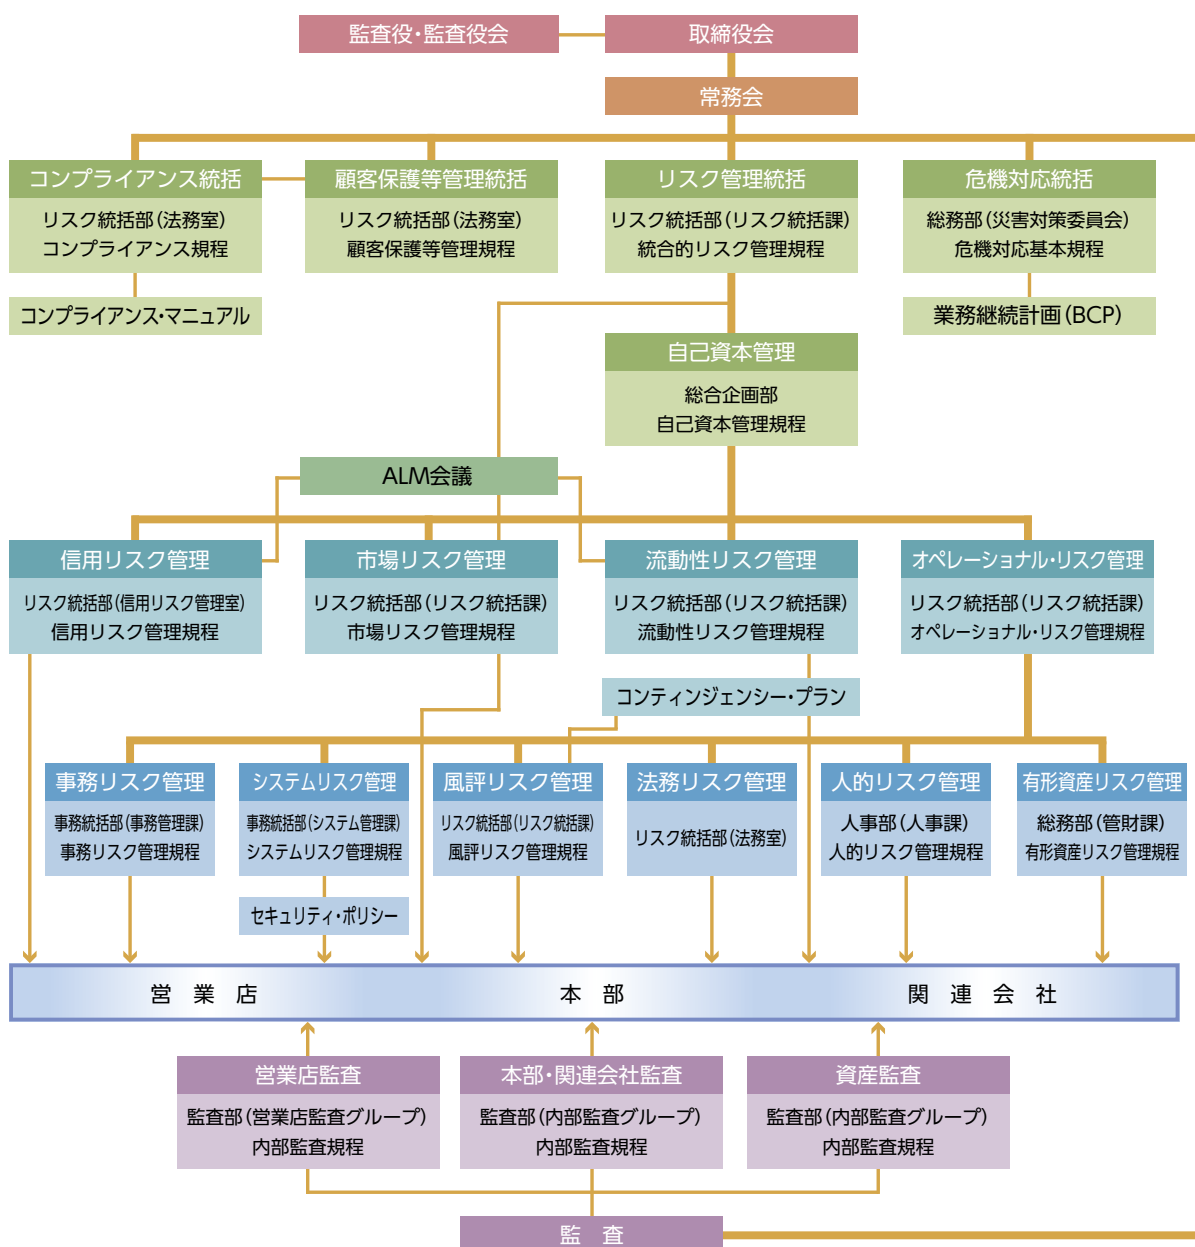 監査役・監査役会
取締役会
常務会
コンプライアンス統括
リスク統括部(法務室)
コンプライアンス規程
コンプライアンス・マニュアル
顧客保護等管理統括
リスク統括部(法務室)
顧客保護等管理規程
リスク管理統括
リスク統括部(リスク統括課)
統合的リスク管理規程
危機対応統括
総務部(災害対策委員会)
危機対応基本規程
業務継続計画(BCP)
自己資本管理
総合企画部
自己資本管理規程
ALM会議
信用リスク管理
リスク統括部(信用リスク管理室)
信用リスク管理規程
市場リスク管理
リスク統括部(リスク統括課)
市場リスク管理規程
流動性リスク管理
リスク統括部(リスク統括課)
流動性リスク管理規程
オペレーショナル・リスク管理
リスク統括部(リスク統括課)
オペレーショナル・リスク管理規程
コンティンジェンシー・プラン
事務リスク管理
事務統括部(事務管理課)
事務リスク管理規程
システムリスク管理
事務統括部(システム管理課)
システムリスク管理規程
セキュリティ・ポリシー
風評リスク管理
リスク統括部(リスク統括課)
風評リスク管理規程
法務リスク管理
リスク統括部(法務室)
人的リスク管理
人事部(人事課)
人的リスク管理規程
有形資産リスク管理
総務部(管財課)
有形資産リスク管理規程
営業店
本部
関連会社
営業店監査
監査部(営業店監査グループ)
内部監査規程
本部・関連会社監査
監査部(内部監査グループ)
内部監査規程
資産監査
監査部(内部監査グループ)
内部監査規程
監査